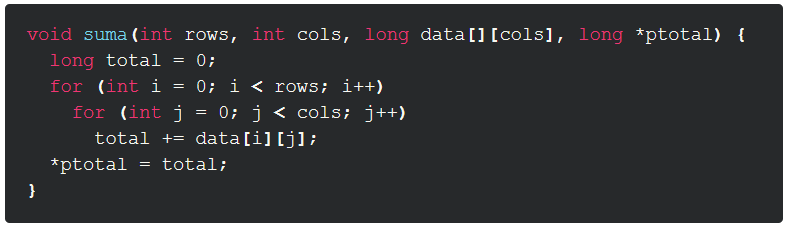 void suma(int rows, int cols, long data[][cols], long *ptotal) {
  long total = 0;
  for (int i = 0; i < rows; i++)
    for (int j = 0; j < cols; j++)
      total += data[i][j];
  *ptotal = total;
}